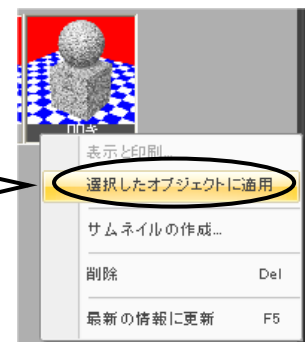 叩き
表示と印刷...
選択したオブジェクトに適用
サムネイルの作成...
削除 Del
最新の情報に更新 F5